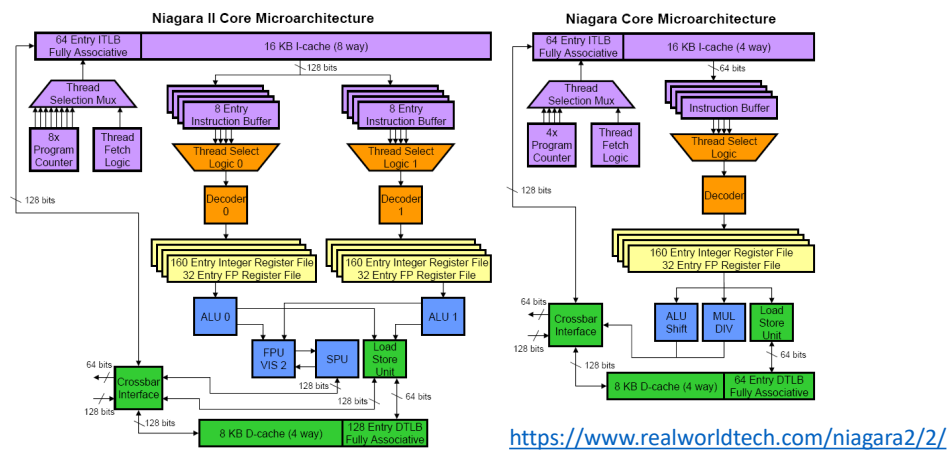 Niagara II Core Microarchitecture
64 Entry ITLB
Fully Associative
16 KB I-cache (8 way)
128 bits
Thread
Selection Mux
8x
Program
Counter
Thread
Fetch
Logic
8 Entry
Instruction Buffer
8 Entry
Instruction Buffer
Thread Select
Logic 0
Thread Select
Logic 1
128 bits
Decoder
0
Decoder
1
160 Entry Integer Register File
32 Entry FP Register File
160 Entry Integer Register File
32 Entry FP Register File
ALU 0
ALU 1
FPU
VIS 2
SPU
Load
Store
Unit
64 bits
Crossbar
Interface
128 bits
128 bits
128 bits
128 bits
64 bits
8 KB D-cache (4 way)
128 Entry DTLB
Fully Associative
Niagara Core Microarchitecture
64 Entry ITLB
Fully Associative
16 KB I-cache (4 way)
64 bits
Thread
Selection Mux
4x
Program
Counter
Thread
Fetch
Logic
Instruction Buffer
Thread Select
Logic
Decoder
128 bits
160 Entry Integer Register File
32 Entry FP Register File
64 bits
Crossbar
Interface
128 bits
ALU
Shift
MUL
DIV
Load
Store
Unit
128 bits
64 bits
8 KB D-cache (4 way)
64 Entry DTLB
Fully Associative
https://www.realworldtech.com/niagara2/2/